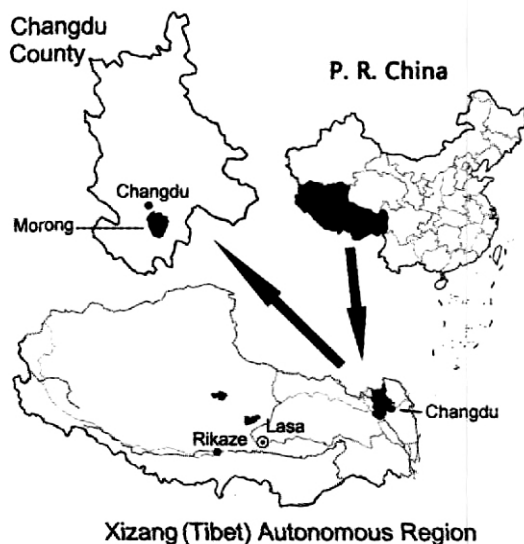 Changdu
County
P. R. China
Changdu
Morong
Changdu
Lasa
Rikaze
Xizang (Tibet) Autonomous Region